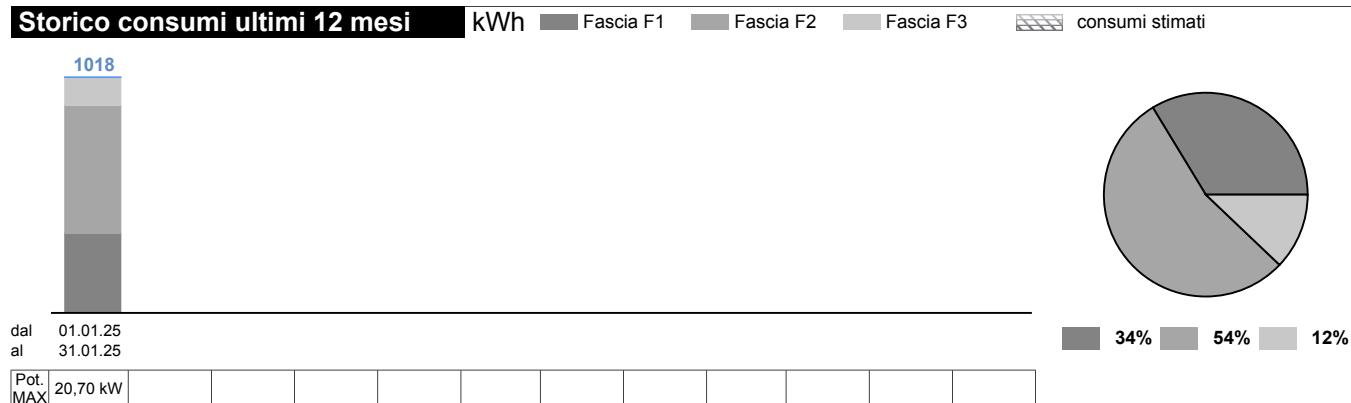 Storico consumi ultimi 12 mesi kWh Fascia F1 Fascia F2 Fascia F3 consumi stimati
1018
34% 54% 12%
dal 01.01.25
al 31.01.25
Pot. MAX 20,70 kW